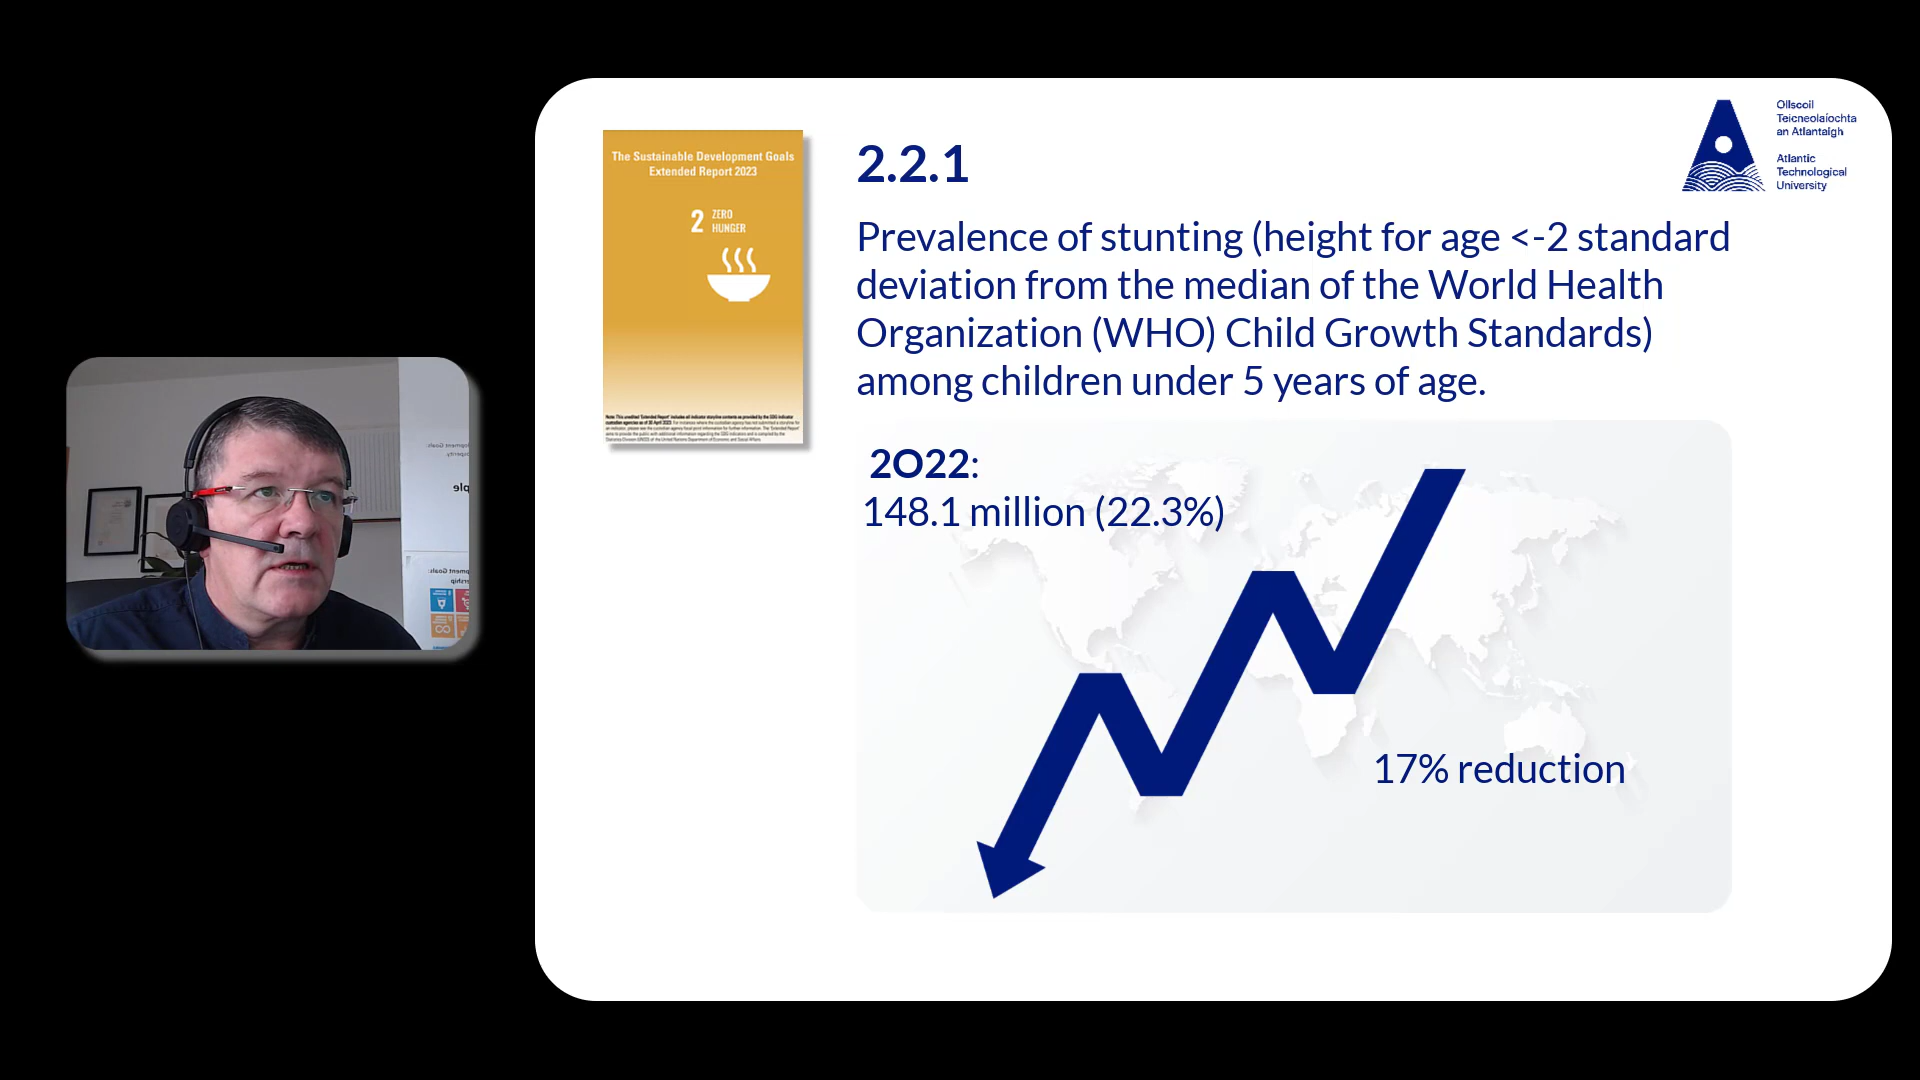 The Sustainable Development Goals
Extended Report 2023
2 ZERO
HUNGER
2.2.1
Ollscoil
Teicneolaíochta
an Atlantaigh
Atlantic
Technological
University
Prevalence of stunting (height for age <-2 standard
deviation from the median of the World Health
Organization (WHO) Child Growth Standards)
among children under 5 years of age.
2022:
148.1 million (22.3%)
17% reduction